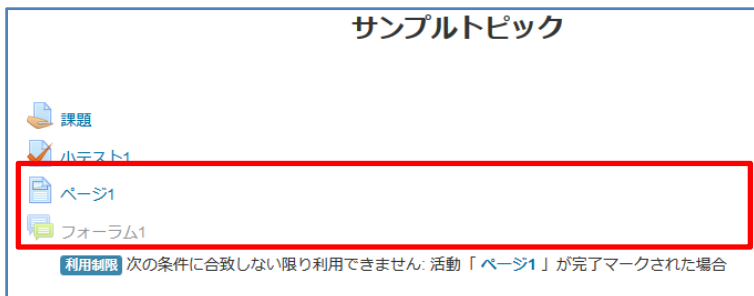 サンプルトピック
課題
小テスト1
ページ1
フォーラム1
利用制限 次の条件に合致しない限り利用できません: 活動「 ページ1 」が完了マークされた場合